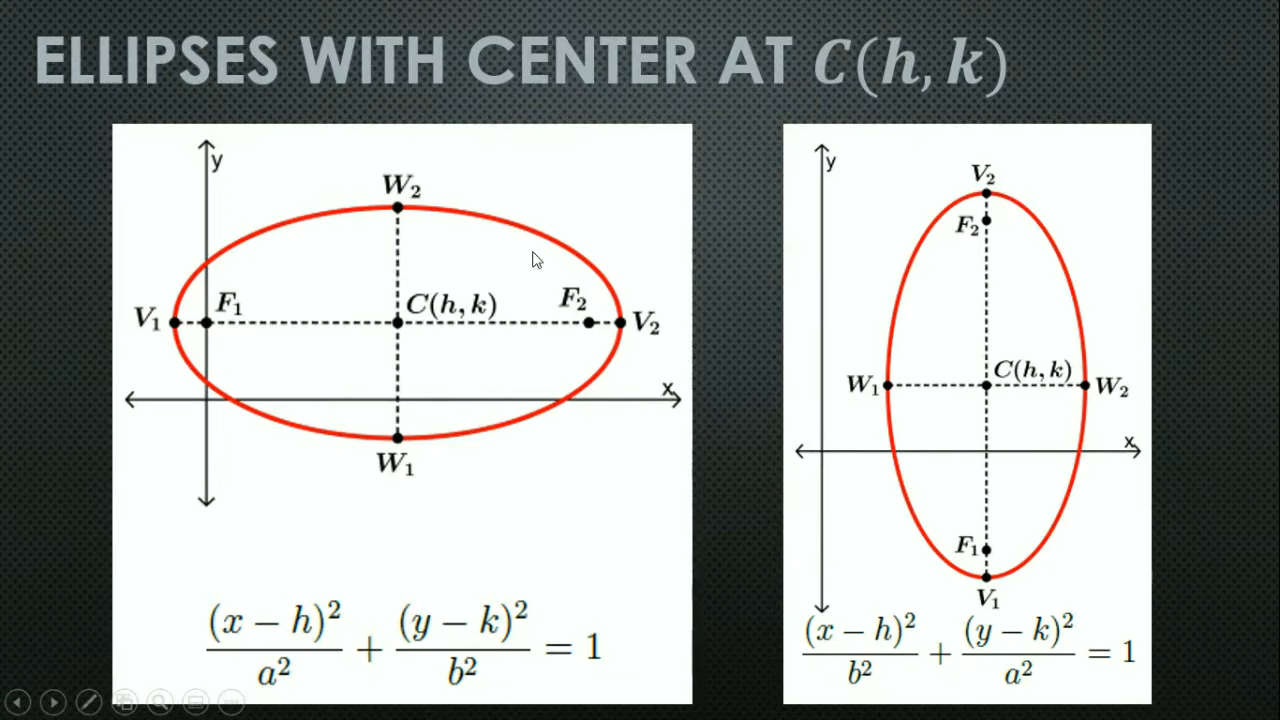 ELLIPSES WITH CENTER AT C(h, k)
y
W₂
F₁
C(h, k)
F₂
V₁
V₂
x
W₁
(x − h)²/a² + (y − k)²/b² = 1
y
V₂
F₂
C(h, k)
W₁
W₂
x
F₁
V₁
(x − h)²/b² + (y − k)²/a² = 1